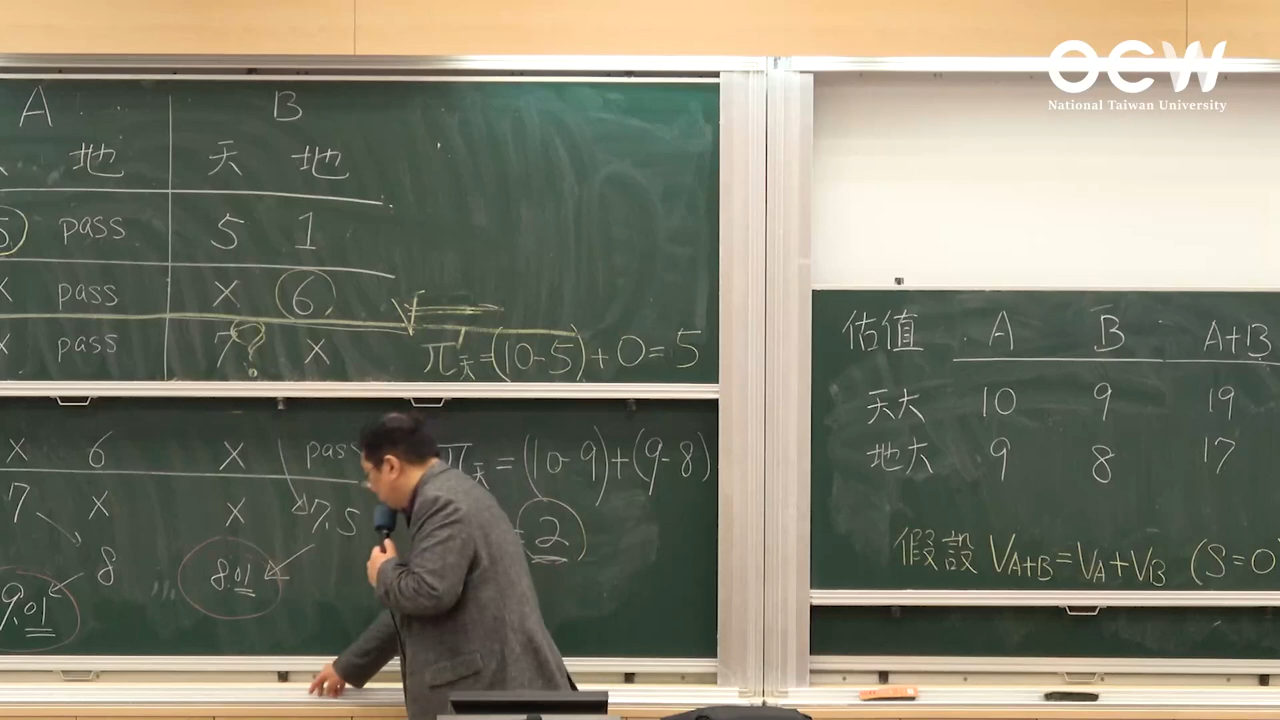 OCW
National Taiwan University
A B
地 天 地
5 pass 5 1
X pass X 6
X pass 7? X
π天=(10-5)+0=5
X 6 X pass
7 X X 7.5
8
9.01 8.01
π天=(10-9)+(9-8)
2
估值 A B A+B
天大 10 9 19
地大 9 8 17
假設 VA+B=VA+VB (S=0